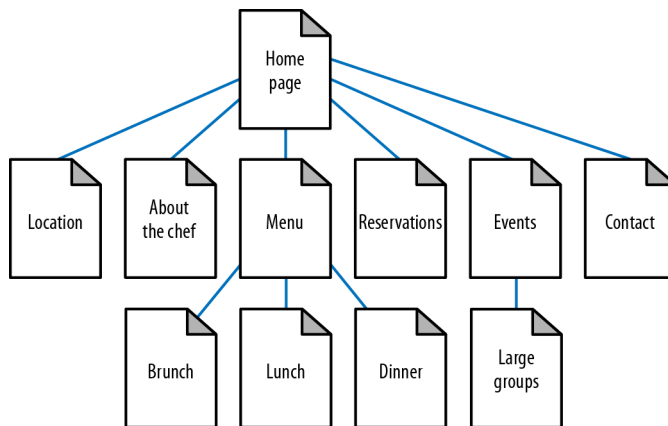 Home
page
Location
About
the chef
Menu
Reservations
Events
Contact
Brunch
Lunch
Dinner
Large
groups